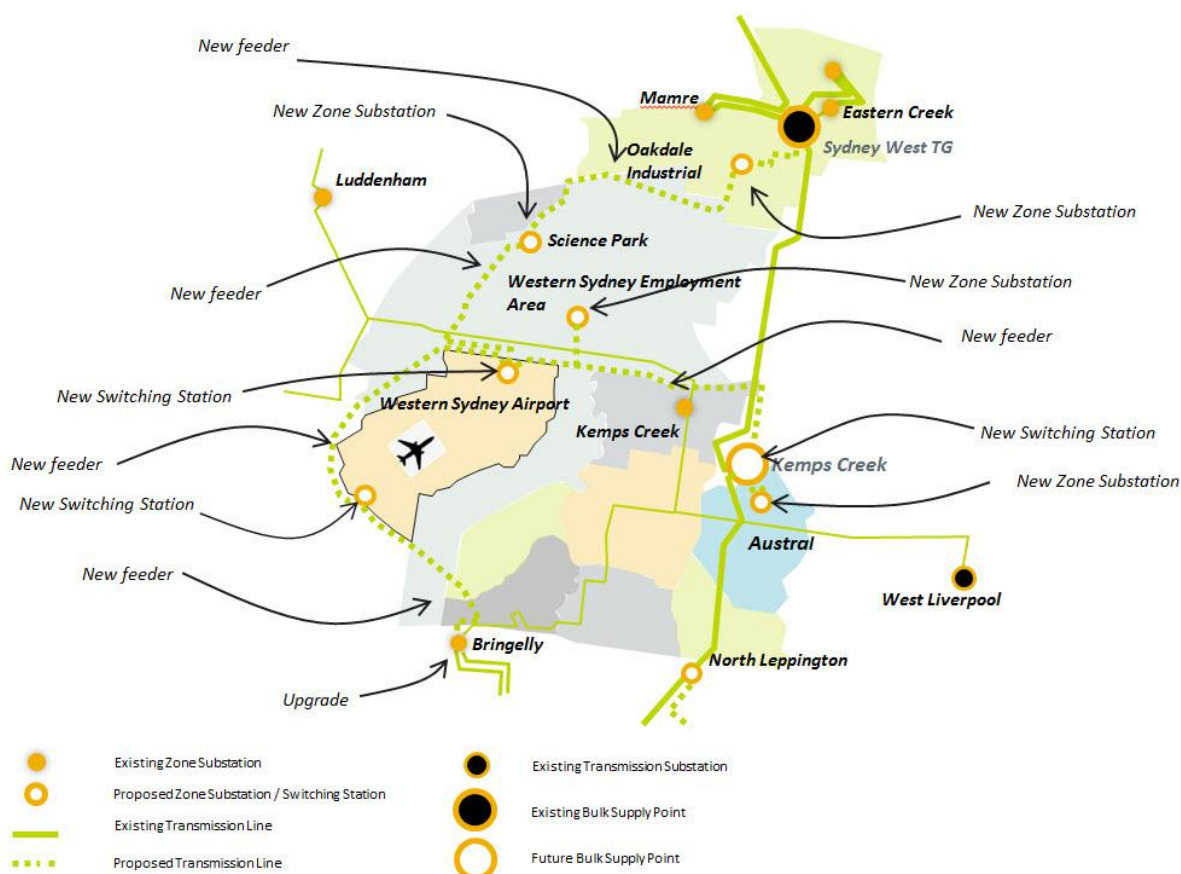 New feeder
New Zone Substation
Mamre
Eastern Creek
Sydney West TG
Oakdale
Industrial
Luddenham
New Zone Substation
Science Park
Western Sydney Employment
Area
New Zone Substation
New feeder
New feeder
New Switching Station
Western Sydney Airport
Kemps Creek
New Switching Station
New feeder
Kemps Creek
New Zone Substation
New Switching Station
Austral
New feeder
West Liverpool
Bringelly
North Leppington
Upgrade
Existing Zone Substation
Proposed Zone Substation / Switching Station
Existing Transmission Line
Proposed Transmission Line
Existing Transmission Substation
Existing Bulk Supply Point
Future Bulk Supply Point